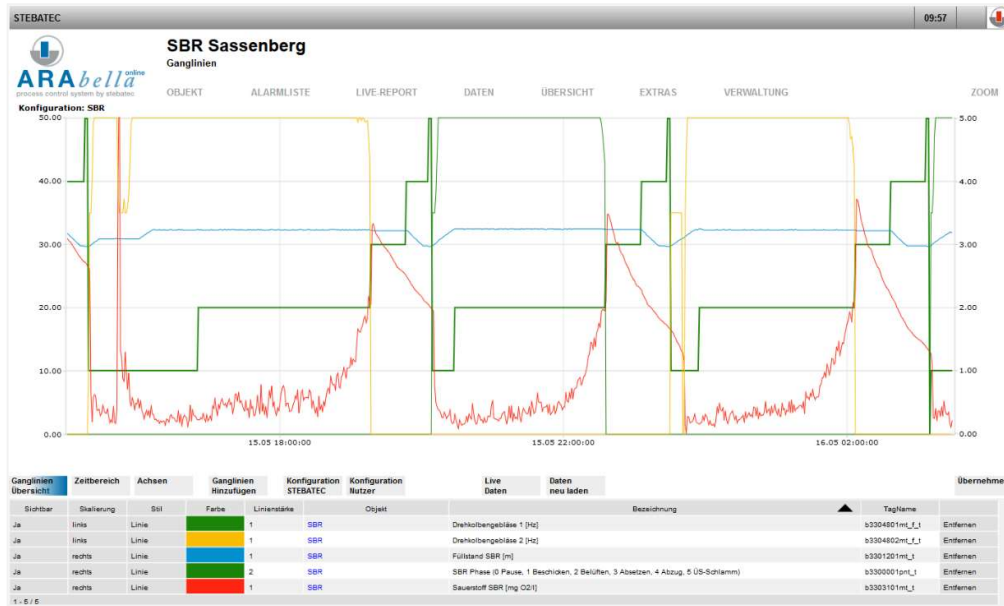 STEBATEC 09:57
SBR Sassenberg
Ganglinien
ARAbella online
process control system by stebatec
OBJEKT ALARMLISTE LIVE-REPORT DATEN ÜBERSICHT EXTRAS VERWALTUNG ZOOM
Konfiguration: SBR
50.00 5.00
40.00 4.00
30.00 3.00
20.00 2.00
10.00 1.00
0.00 0.00
15.05 18:00:00 15.05 22:00:00 16.05 02:00:00
Ganglinien Zeitbereich Achsen Ganglinien Konfiguration Konfiguration Live Daten Übernehme
Übersicht Hinzufügen STEBATEC Nutzer Daten neu laden
Sichtbar Skalierung Stil Farbe Linienstärke Objekt Bezeichnung TagName
Ja links Linie 1 SBR Drehkolbengebläse 1 [Hz] b3304801mt_f_t Entfernen
Ja links Linie 1 SBR Drehkolbengebläse 2 [Hz] b3304802mt_f_t Entfernen
Ja rechts Linie 1 SBR Füllstand SBR [m] b3301201mt_t Entfernen
Ja rechts Linie 2 SBR SBR Phase (0 Pause, 1 Beschicken, 2 Belüften, 3 Absetzen, 4 Abzug, 5 ÜS-Schlamm) b3300001pnt_t Entfernen
Ja rechts Linie 1 SBR Sauerstoff SBR [mg O2/l] b3303101mt_t Entfernen
1 - 5 / 5